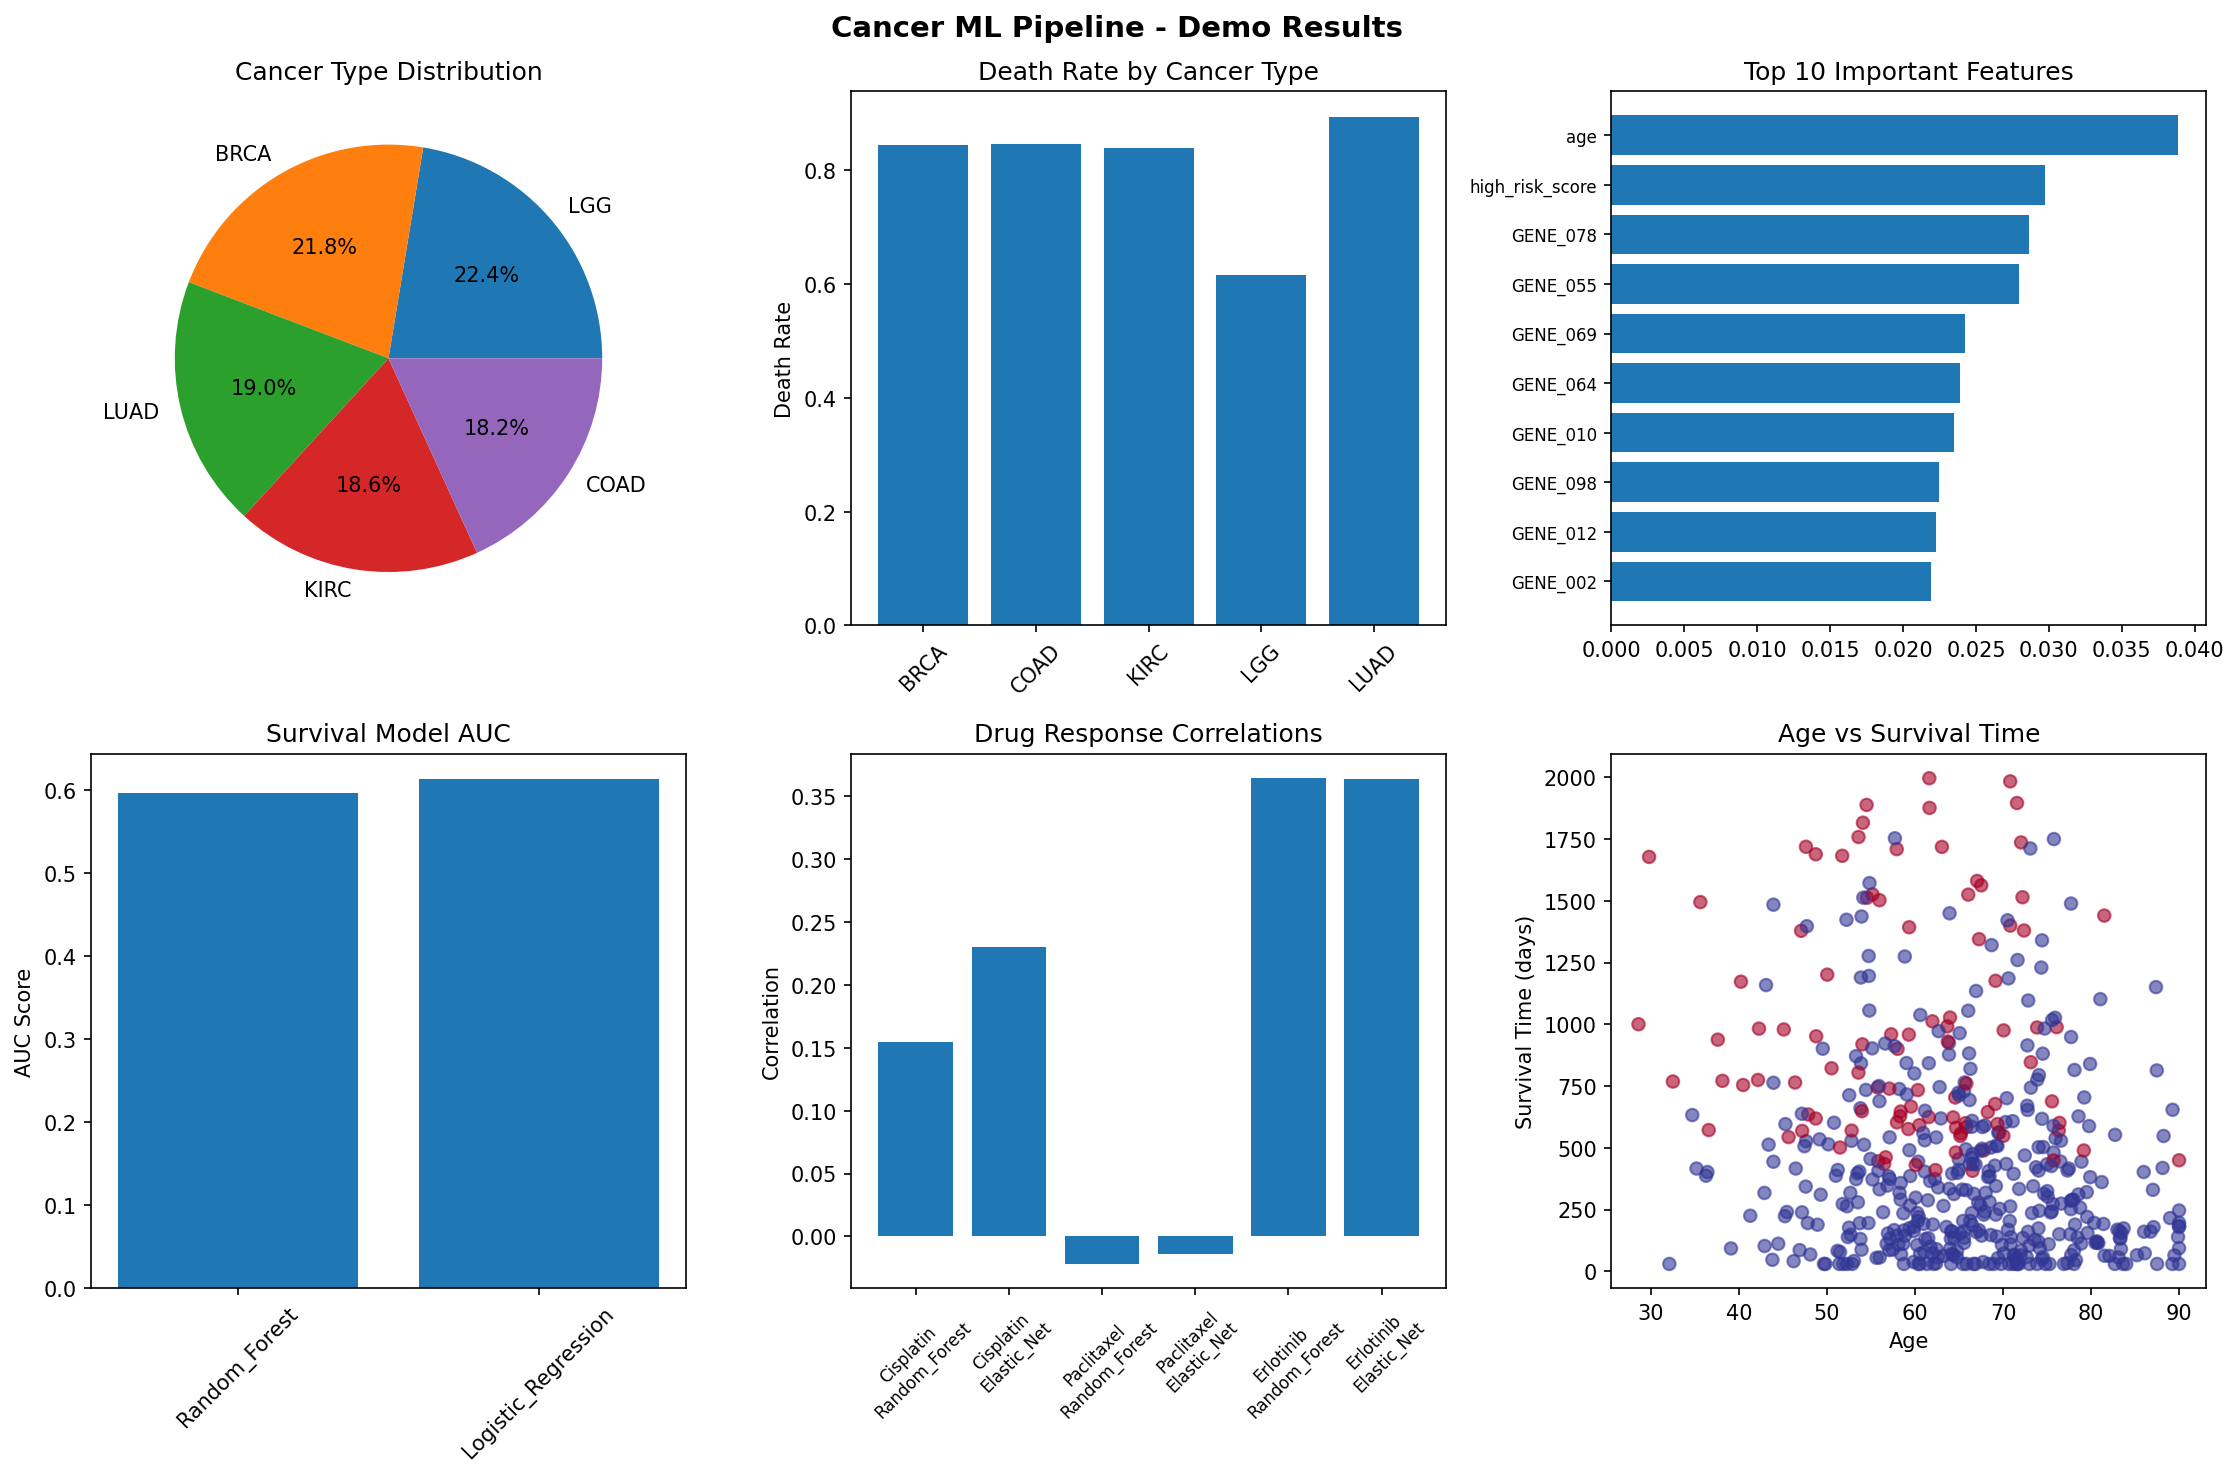 Cancer ML Pipeline - Demo Results
Cancer Type Distribution
LGG
BRCA
LUAD
KIRC
COAD
22.4%
21.8%
19.0%
18.6%
18.2%
Death Rate by Cancer Type
Death Rate
0.8
0.6
0.4
0.2
0.0
BRCA
COAD
KIRC
LGG
LUAD
Top 10 Important Features
age
high_risk_score
GENE_078
GENE_055
GENE_069
GENE_064
GENE_010
GENE_098
GENE_012
GENE_002
0.000 0.005 0.010 0.015 0.020 0.025 0.030 0.035 0.040
Survival Model AUC
AUC Score
0.6
0.5
0.4
0.3
0.2
0.1
0.0
Random_Forest
Logistic_Regression
Drug Response Correlations
Correlation
0.35
0.30
0.25
0.20
0.15
0.10
0.05
0.00
Cisplatin
Random_Forest
Cisplatin
Elastic_Net
Paclitaxel
Random_Forest
Paclitaxel
Elastic_Net
Erlotinib
Random_Forest
Erlotinib
Elastic_Net
Age vs Survival Time
Survival Time (days)
2000
1750
1500
1250
1000
750
500
250
0
30 40 50 60 70 80 90
Age